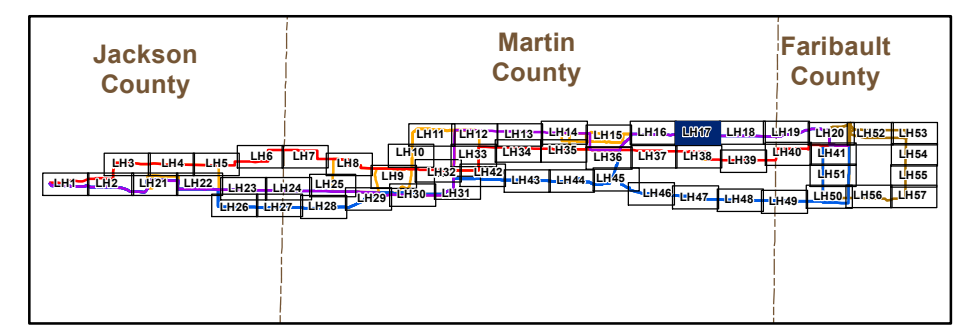 Jackson
County
Martin
County
Faribault
County
LH11
LH12
LH13
LH14
LH15
LH16
LH17
LH18
LH19
LH20
LH52
LH53
LH3
LH4
LH5
LH6
LH7
LH8
LH10
LH33
LH34
LH35
LH36
LH37
LH38
LH39
LH40
LH41
LH54
LH1
LH2
LH21
LH22
LH23
LH24
LH25
LH9
LH32
LH42
LH43
LH44
LH45
LH51
LH55
LH26
LH27
LH28
LH29
LH30
LH31
LH46
LH47
LH48
LH49
LH50
LH56
LH57